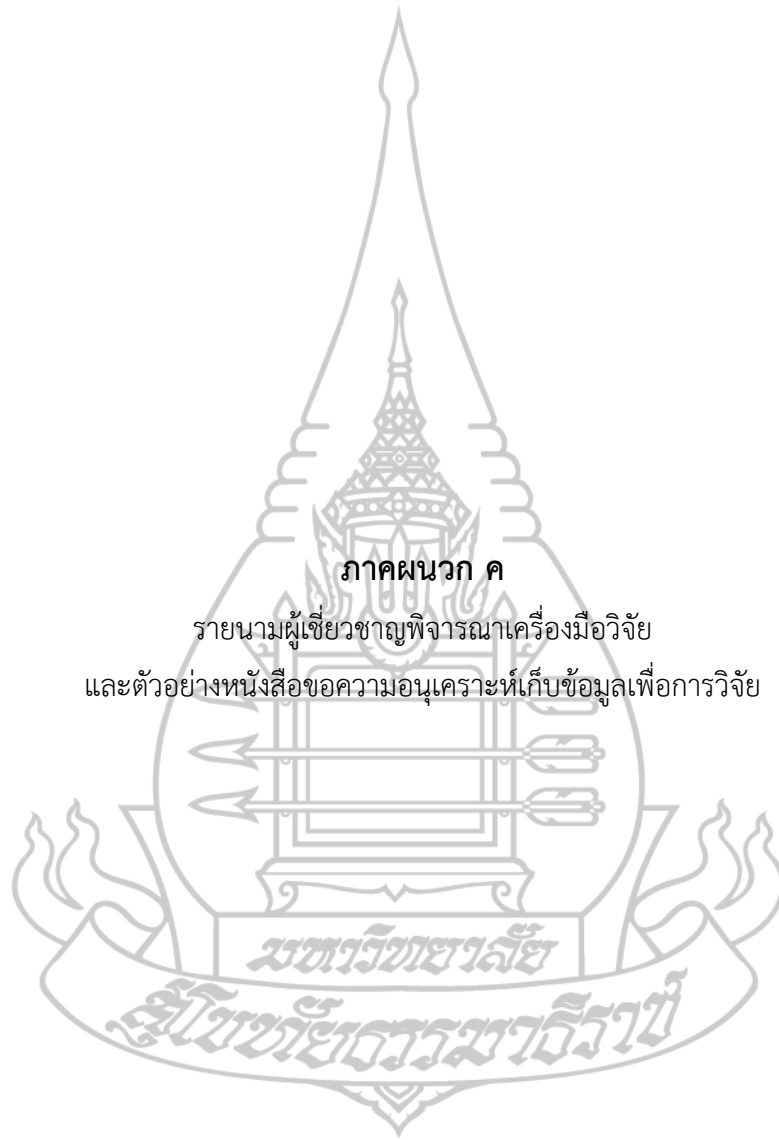 ภาคผนวก ค
รายนามผู้เชี่ยวชาญพิจารณาเครื่องมือวิจัย
และตัวอย่างหนังสือขอความอนุเคราะห์เก็บข้อมูลเพื่อการวิจัย
มหาวิทยาลัย
สุโขทัยธรรมาธิราช